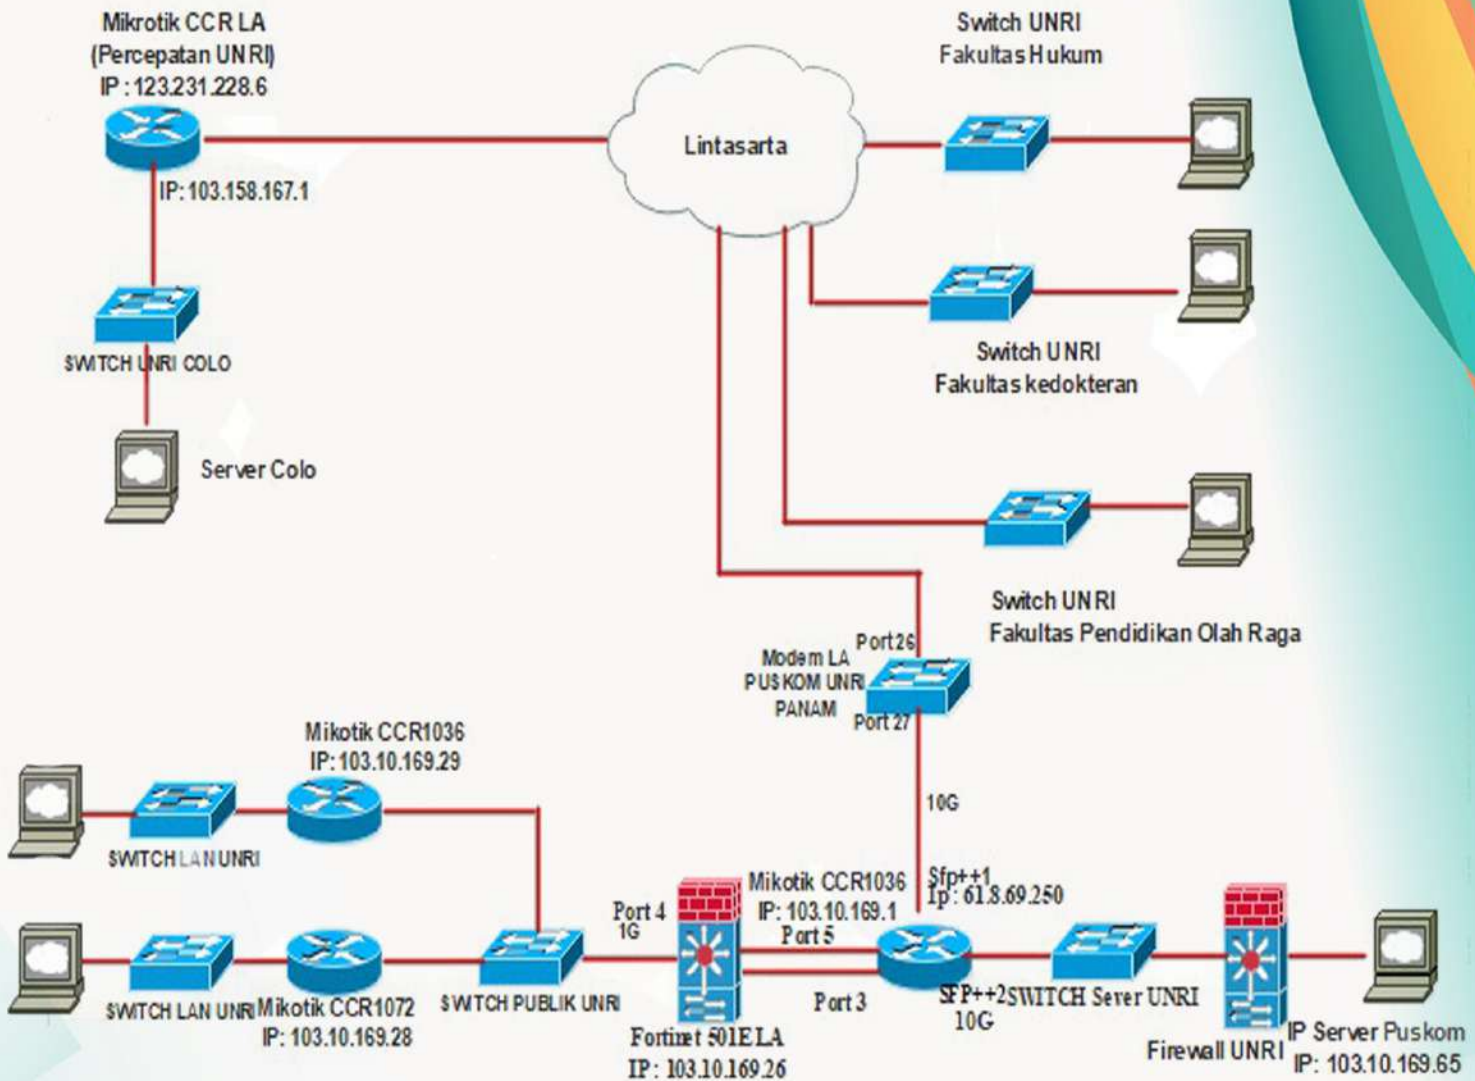 Mikrotik CCR LA
(Percepatan UNRI)
IP : 123.231.228.6
IP: 103.158.167.1
SWITCH UNRI COLO
Server Colo
Lintasarta
Switch UNRI
Fakultas Hukum
Switch UNRI
Fakultas kedokteran
Switch UNRI
Fakultas Pendidikan Olah Raga
Port 26
Modem LA
PUSKOM UNRI
PANAM
Port 27
10G
Mikotik CCR1036
IP: 103.10.169.29
SWITCH LAN UNRI
SWITCH LAN UNRI
Mikotik CCR1072
IP: 103.10.169.28
SWITCH PUBLIK UNRI
Port 4
1G
Fortinet 501E LA
IP: 103.10.169.26
Mikotik CCR1036
IP: 103.10.169.1
Port 5
Port 3
Sfp++1
Ip: 61.8.69.250
SFP++2
10G
SWITCH Sever UNRI
Firewall UNRI
IP Server Puskom
IP: 103.10.169.65